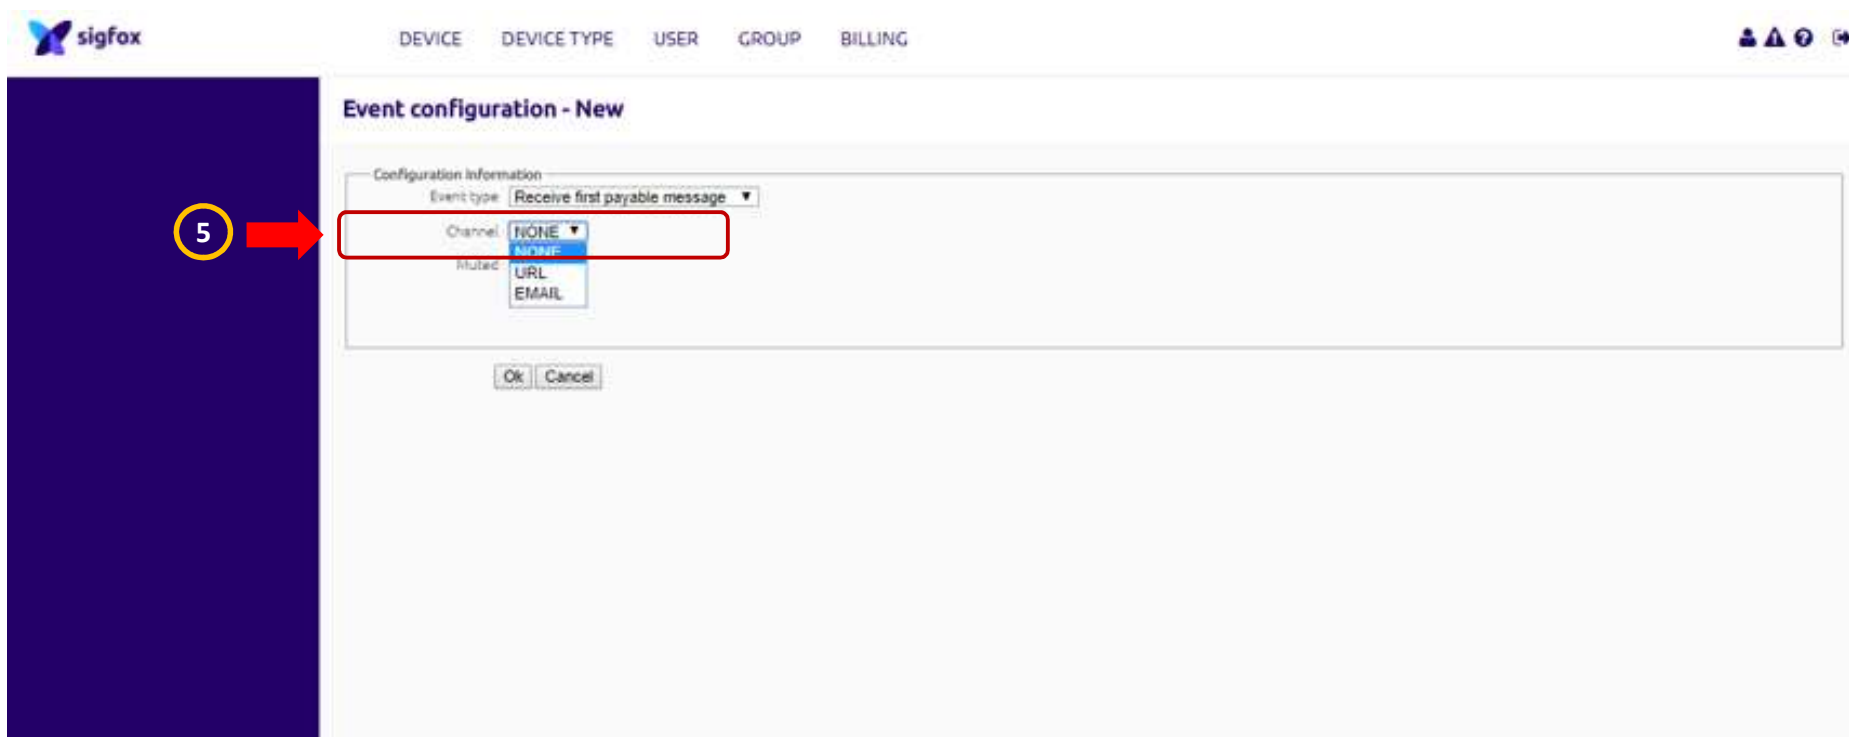 sigfox
DEVICE DEVICE TYPE USER GROUP BILLING
Event configuration - New
Configuration Information
Event type Receive first payable message
5
Channel NONE
NONE
Muted
URL
EMAIL
Ok Cancel